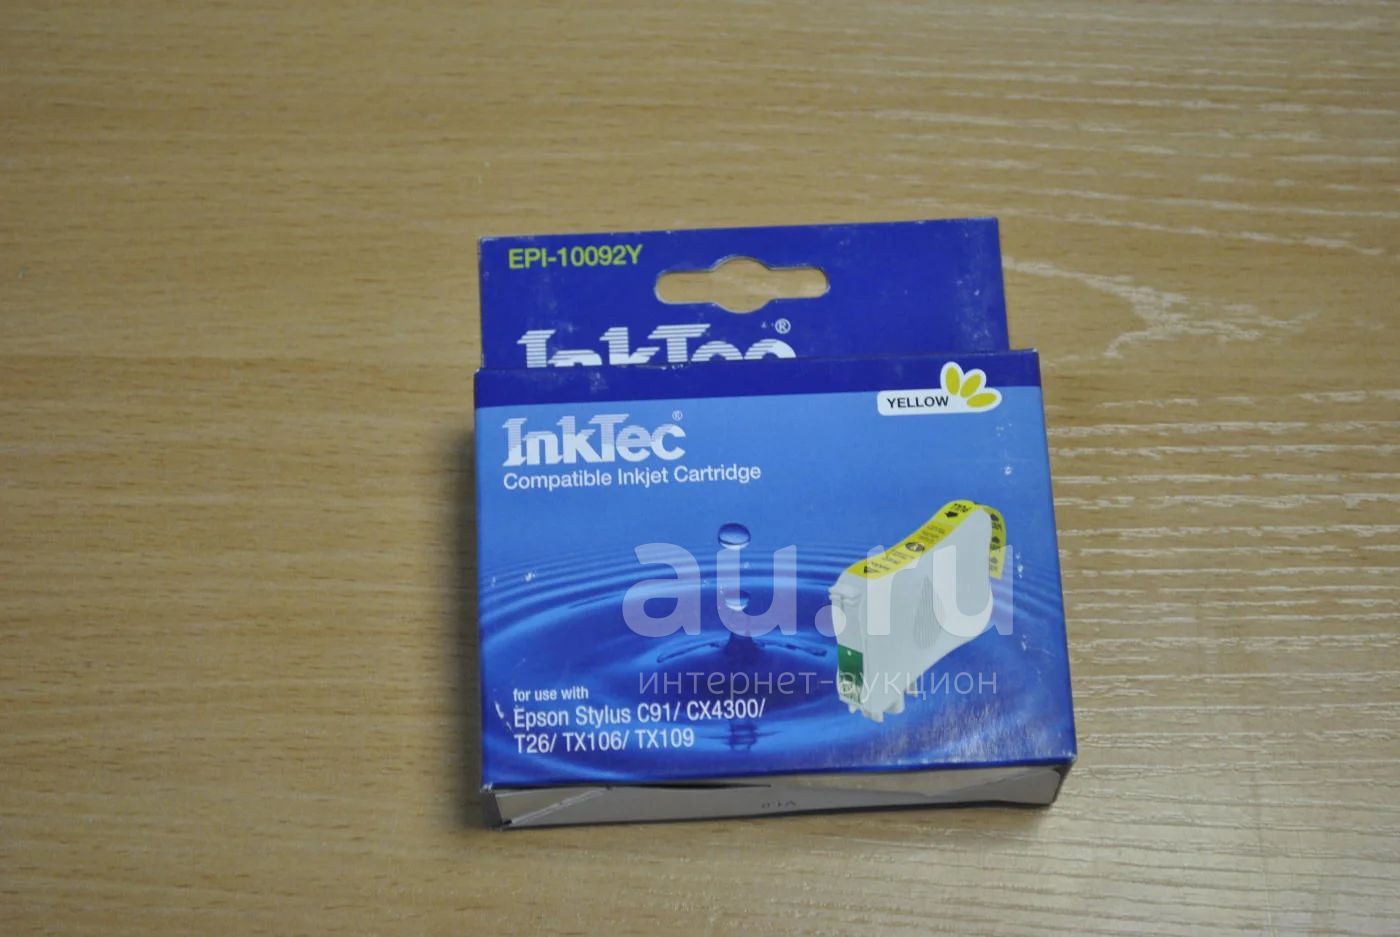 EPI-10092Y
InkTec®
YELLOW
InkTec®
Compatible Inkjet Cartridge
PULL
au.ru
интернет-аукцион
for use with
Epson Stylus C91/ CX4300/
T26/ TX106/ TX109